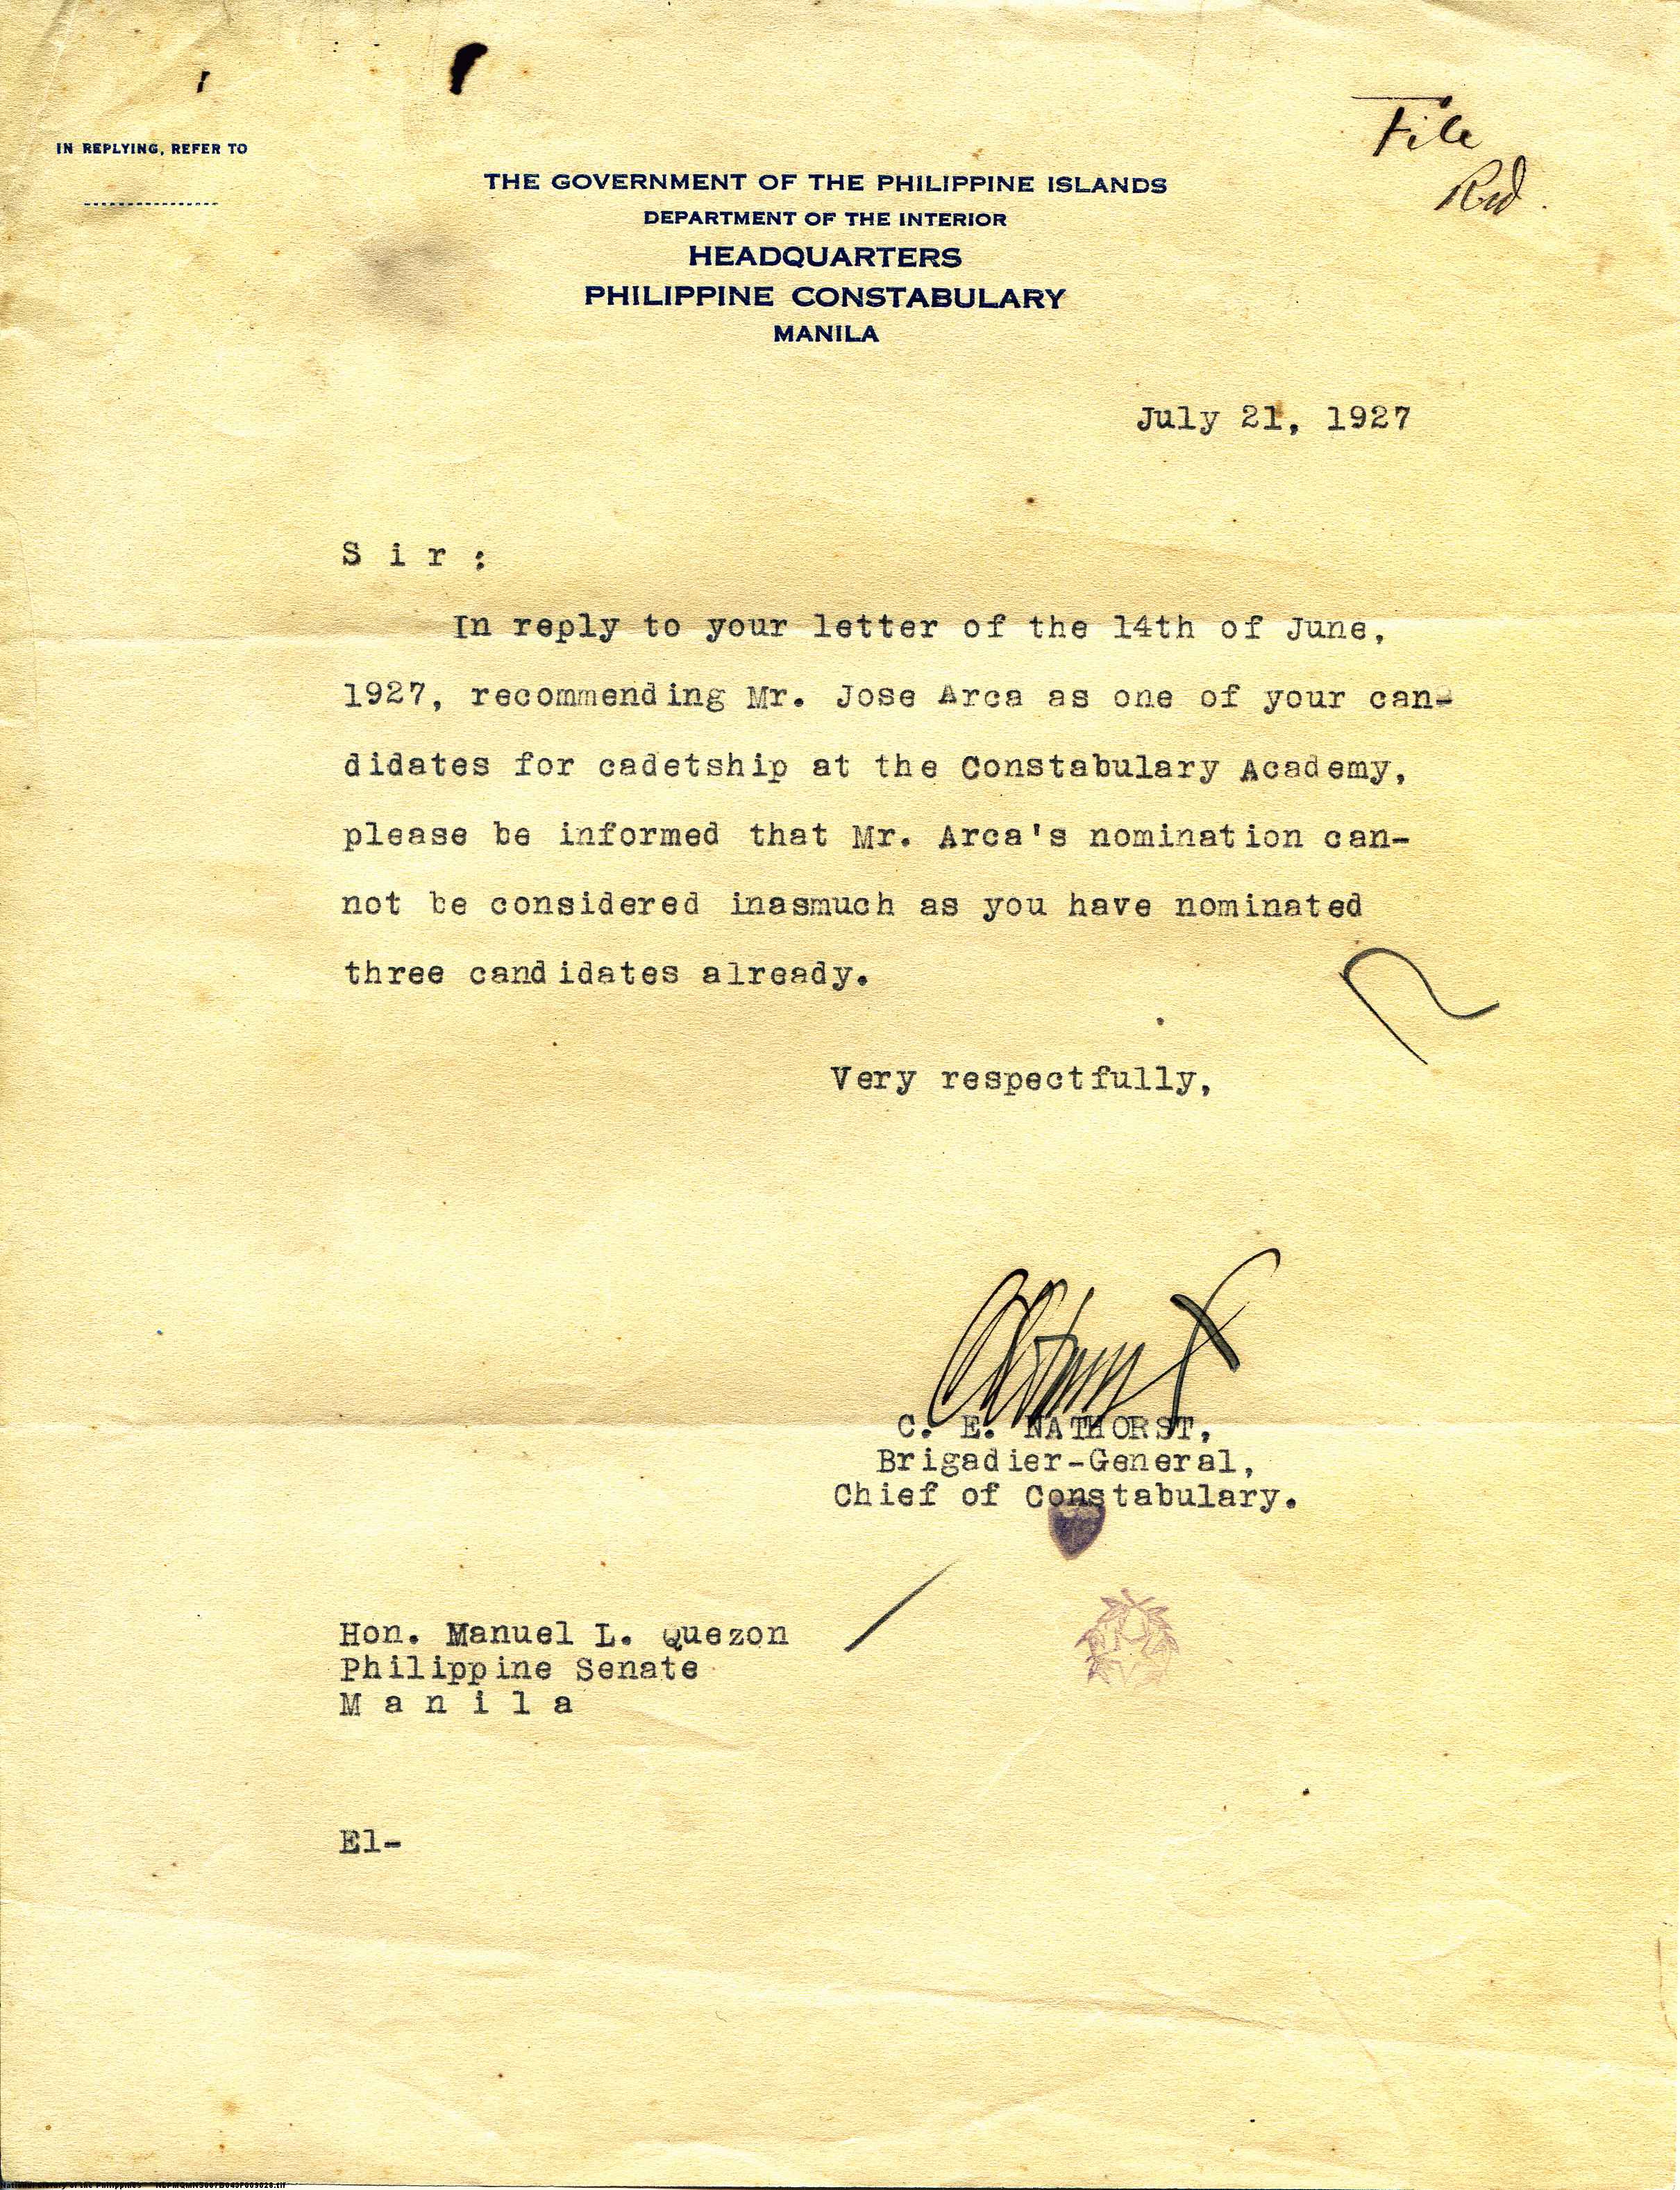 File
Rid.
IN REPLYING, REFER TO
THE GOVERNMENT OF THE PHILIPPINE ISLANDS
DEPARTMENT OF THE INTERIOR
HEADQUARTERS
PHILIPPINE CONSTABULARY
MANILA
July 21, 1927
S i r :
In reply to your letter of the 14th of June,
1927, recommending Mr. Jose Arca as one of your can-
didates for cadetship at the Constabulary Academy,
please be informed that Mr. Arca's nomination can-
not be considered inasmuch as you have nominated
three candidates already.
Very respectfully,
C. E. NATHORST,
Brigadier-General,
Chief of Constabulary.
Hon. Manuel L. Quezon
Philippine Senate
M a n i l a
El-